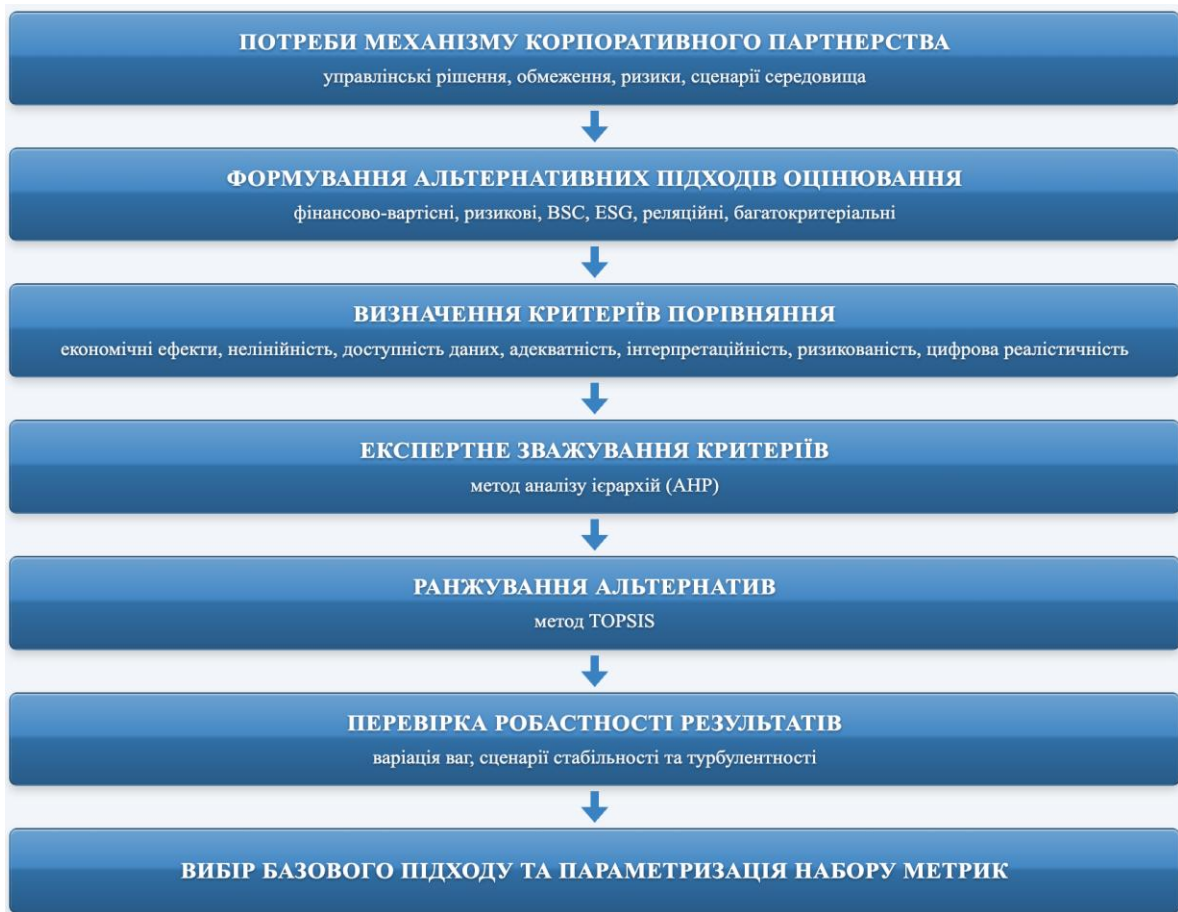 ПОТРЕБИ МЕХАНІЗМУ КОРПОРАТИВНОГО ПАРТНЕРСТВА
управлінські рішення, обмеження, ризики, сценарії середовища
ФОРМУВАННЯ АЛЬТЕРНАТИВНИХ ПІДХОДІВ ОЦІНЮВАННЯ
фінансово-вартісні, ризикові, BSC, ESG, реляційні, багатокритеріальні
ВИЗНАЧЕННЯ КРИТЕРІЇВ ПОРІВНЯННЯ
економічні ефекти, нелінійність, доступність даних, адекватність, інтерпретаційність, ризикованість, цифрова реалістичність
ЕКСПЕРТНЕ ЗВАЖУВАННЯ КРИТЕРІЇВ
метод аналізу ієрархій (AHP)
РАНЖУВАННЯ АЛЬТЕРНАТИВ
метод TOPSIS
ПЕРЕВІРКА РОБАСТНОСТІ РЕЗУЛЬТАТІВ
варіація ваг, сценарії стабільності та турбулентності
ВИБІР БАЗОВОГО ПІДХОДУ ТА ПАРАМЕТРИЗАЦІЯ НАБОРУ МЕТРИК